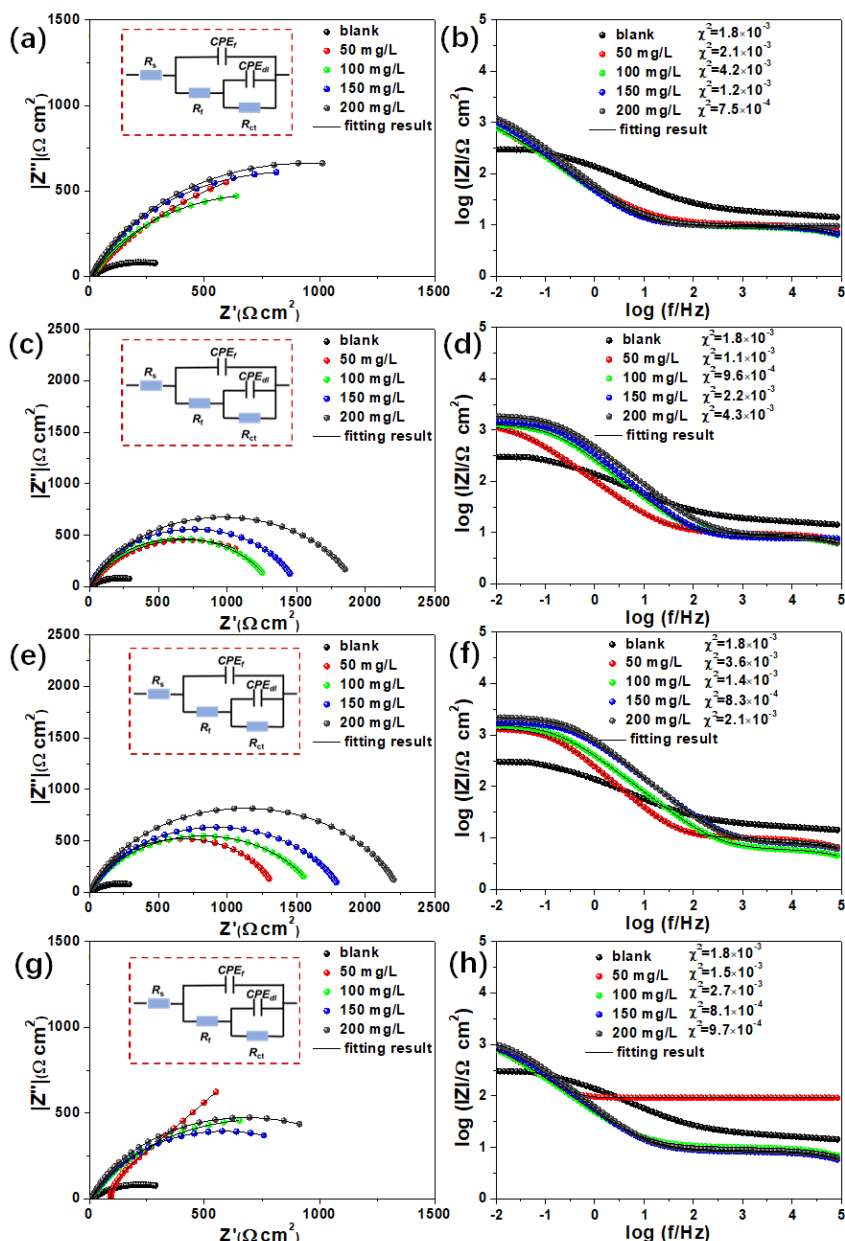 (a)
1500
1000
500
0
|Z''|(Ω cm²)
0 500 1000 1500
Z'(Ω cm²)
Rs
CPEf
CPEdl
Rf
Rct
blank
50 mg/L
100 mg/L
150 mg/L
200 mg/L
fitting result
(b)
5
4
3
2
1
0
log (|Z|/Ω cm²)
-2 -1 0 1 2 3 4 5
log (f/Hz)
blank χ²=1.8×10⁻³
50 mg/L χ²=2.1×10⁻³
100 mg/L χ²=4.2×10⁻³
150 mg/L χ²=1.2×10⁻³
200 mg/L χ²=7.5×10⁻⁴
fitting result
(c)
2500
2000
1500
1000
500
0
|Z''|(Ω cm²)
0 500 1000 1500 2000 2500
Z'(Ω cm²)
Rs
CPEf
CPEdl
Rf
Rct
blank
50 mg/L
100 mg/L
150 mg/L
200 mg/L
fitting result
(d)
5
4
3
2
1
0
log (|Z|/Ω cm²)
-2 -1 0 1 2 3 4 5
log (f/Hz)
blank χ²=1.8×10⁻³
50 mg/L χ²=1.1×10⁻³
100 mg/L χ²=9.6×10⁻⁴
150 mg/L χ²=2.2×10⁻³
200 mg/L χ²=4.3×10⁻³
fitting result
(e)
2500
2000
1500
1000
500
0
|Z''|(Ω cm²)
0 500 1000 1500 2000 2500
Z'(Ω cm²)
Rs
CPEf
CPEdl
Rf
Rct
blank
50 mg/L
100 mg/L
150 mg/L
200 mg/L
fitting result
(f)
5
4
3
2
1
0
log (|Z|/Ω cm²)
-2 -1 0 1 2 3 4 5
log (f/Hz)
blank χ²=1.8×10⁻³
50 mg/L χ²=3.6×10⁻³
100 mg/L χ²=1.4×10⁻³
150 mg/L χ²=8.3×10⁻⁴
200 mg/L χ²=2.1×10⁻³
fitting result
(g)
1500
1000
500
0
|Z''|(Ω cm²)
0 500 1000 1500
Z'(Ω cm²)
Rs
CPEf
CPEdl
Rf
Rct
blank
50 mg/L
100 mg/L
150 mg/L
200 mg/L
fitting result
(h)
5
4
3
2
1
0
log (|Z|/Ω cm²)
-2 -1 0 1 2 3 4 5
log (f/Hz)
blank χ²=1.8×10⁻³
50 mg/L χ²=1.5×10⁻³
100 mg/L χ²=2.7×10⁻³
150 mg/L χ²=8.1×10⁻⁴
200 mg/L χ²=9.7×10⁻⁴
fitting result